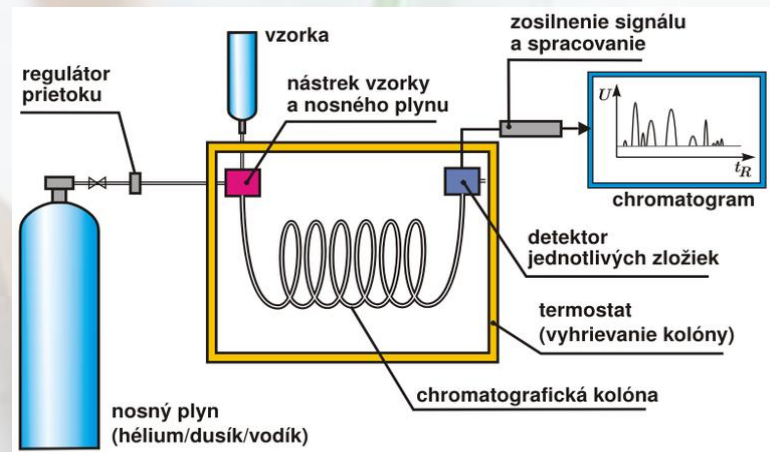 vzorka
zosilnenie signálu
a spracovanie
regulátor
prietoku
nástrek vzorky
a nosného plynu
U
t_R
chromatogram
detektor
jednotlivých zložiek
termostat
(vyhrievanie kolóny)
chromatografická kolóna
nosný plyn
(hélium/dusík/vodík)